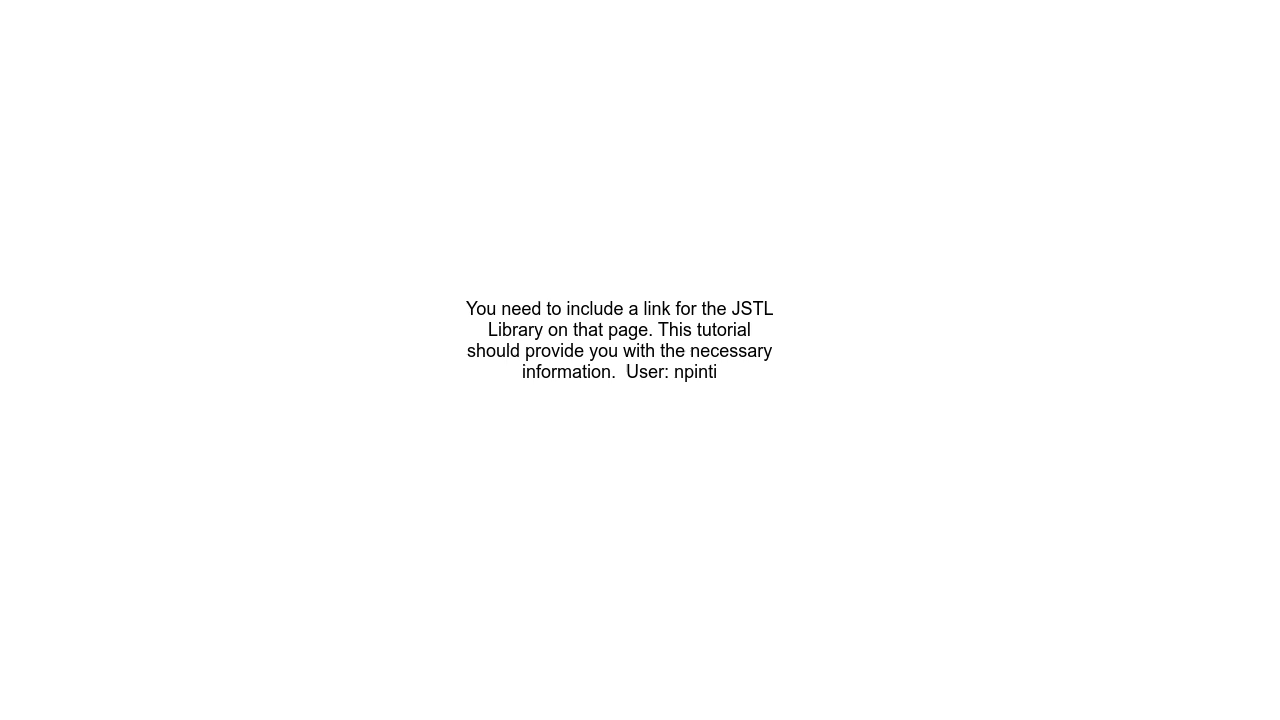 You need to include a link for the JSTL
Library on that page. This tutorial
should provide you with the necessary
information.  User: npinti